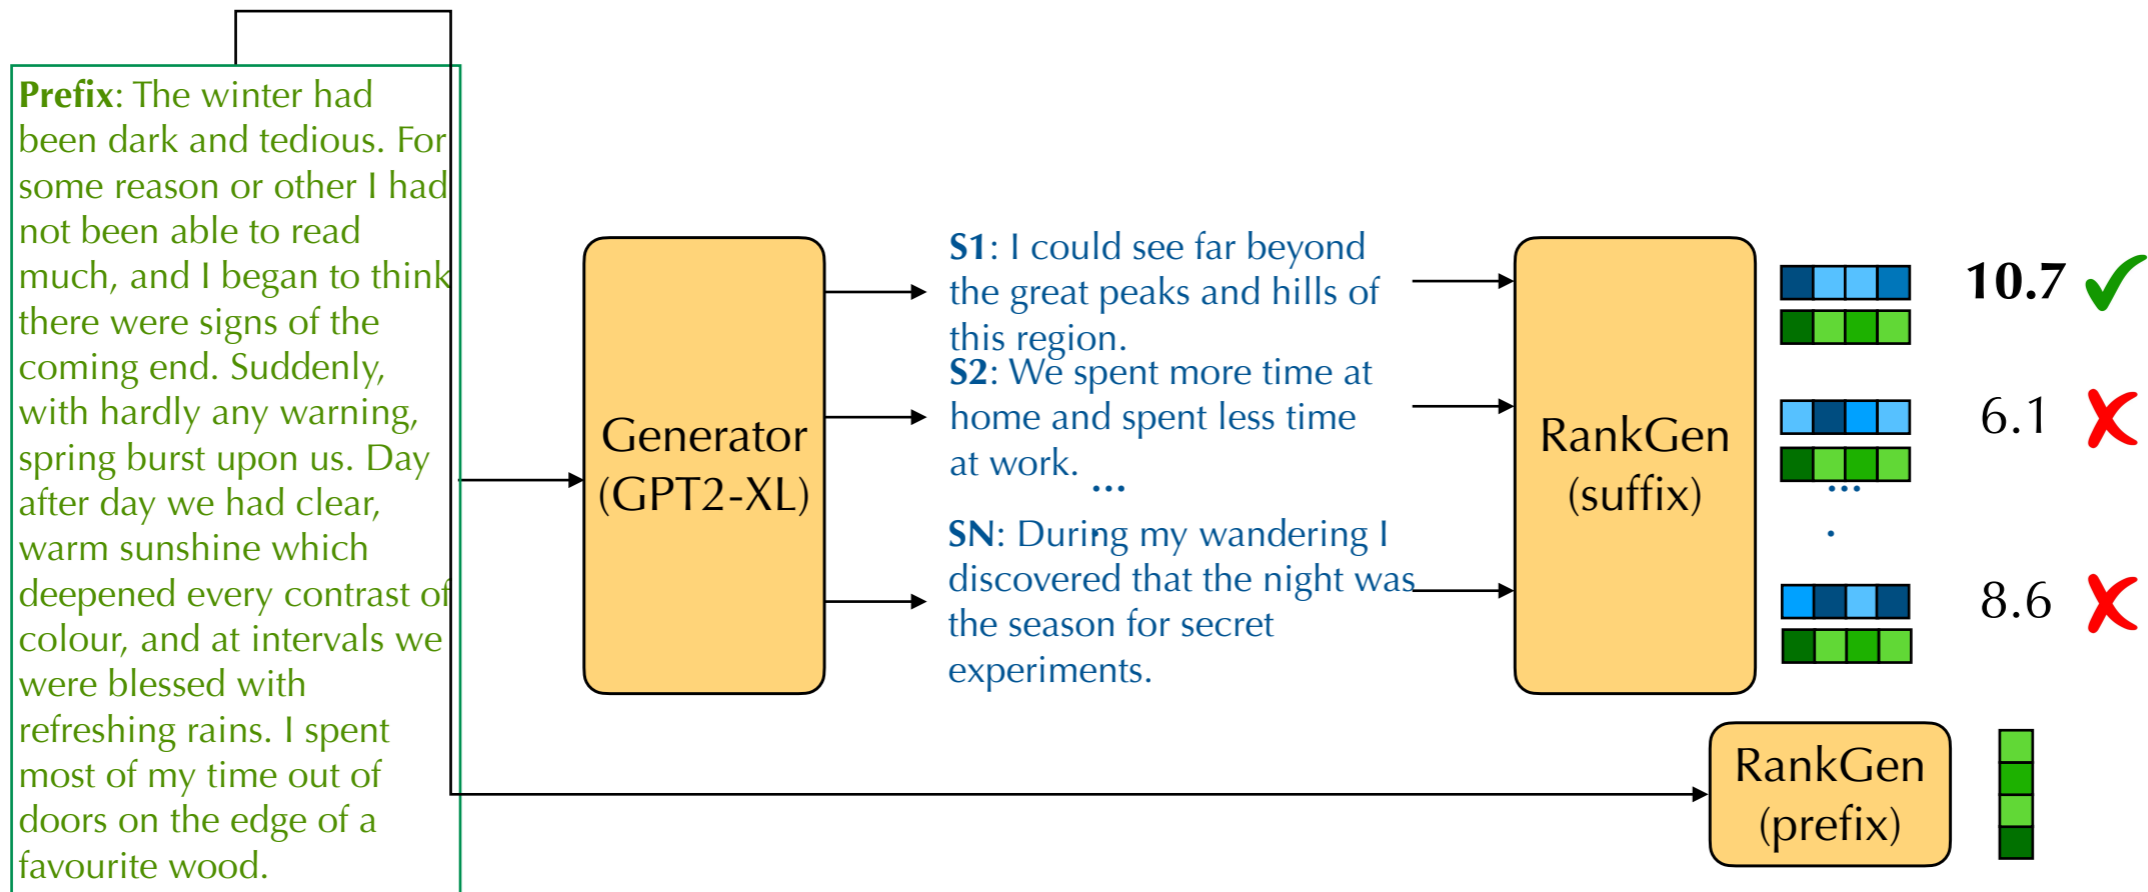 Prefix: The winter had
been dark and tedious. For
some reason or other I had
not been able to read
much, and I began to think
there were signs of the
coming end. Suddenly,
with hardly any warning,
spring burst upon us. Day
after day we had clear,
warm sunshine which
deepened every contrast of
colour, and at intervals we
were blessed with
refreshing rains. I spent
most of my time out of
doors on the edge of a
favourite wood.
Generator
(GPT2-XL)
S1: I could see far beyond
the great peaks and hills of
this region.
S2: We spent more time at
home and spent less time
at work.
...
.
SN: During my wandering I
discovered that the night was
the season for secret
experiments.
RankGen
(suffix)
10.7
6.1
...
.
8.6
RankGen
(prefix)